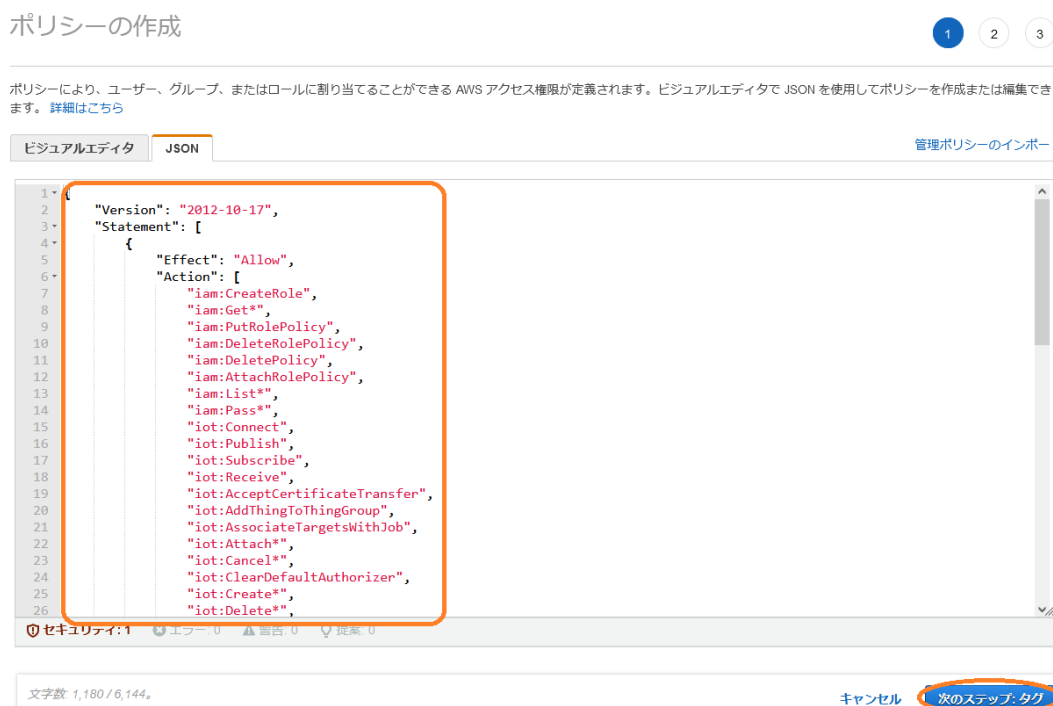 ポリシーの作成
1 2 3
ポリシーにより、ユーザー、グループ、またはロールに割り当てることができる AWS アクセス権限が定義されます。ビジュアルエディタで JSON を使用してポリシーを作成または編集でき
ます。 詳細はこちら
ビジュアルエディタ JSON 管理ポリシーのインポー
1 {
2 "Version": "2012-10-17",
3 "Statement": [
4 {
5 "Effect": "Allow",
6 "Action": [
7 "iam:CreateRole",
8 "iam:Get*",
9 "iam:PutRolePolicy",
10 "iam:DeleteRolePolicy",
11 "iam:DeletePolicy",
12 "iam:AttachRolePolicy",
13 "iam:List*",
14 "iam:Pass*",
15 "iot:Connect",
16 "iot:Publish",
17 "iot:Subscribe",
18 "iot:Receive",
19 "iot:AcceptCertificateTransfer",
20 "iot:AddThingToThingGroup",
21 "iot:AssociateTargetsWithJob",
22 "iot:Attach*",
23 "iot:Cancel*",
24 "iot:ClearDefaultAuthorizer",
25 "iot:Create*",
26 "iot:Delete*",
セキュリティ: 1 エラー: 0 警告: 0 提案: 0
文字数: 1,180 / 6,144。
キャンセル 次のステップ: タグ